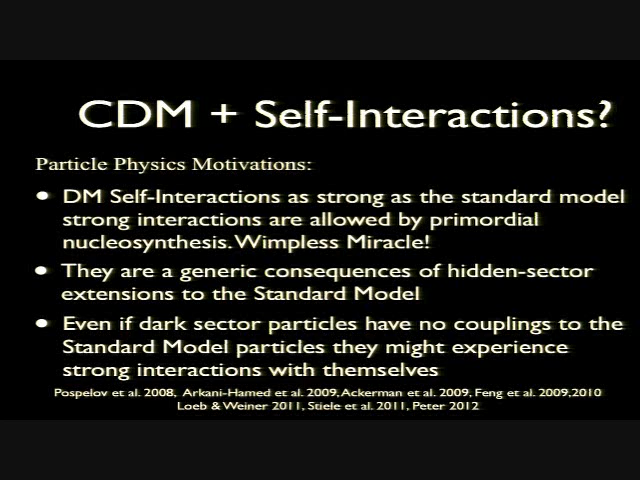 CDM + Self-Interactions?
Particle Physics Motivations:
• DM Self-Interactions as strong as the standard model
strong interactions are allowed by primordial
nucleosynthesis. Wimpless Miracle!
• They are a generic consequences of hidden-sector
extensions to the Standard Model
• Even if dark sector particles have no couplings to the
Standard Model particles they might experience
strong interactions with themselves
Pospelov et al. 2008, Arkani-Hamed et al. 2009, Ackerman et al. 2009, Feng et al. 2009,2010
Loeb & Weiner 2011, Stiele et al. 2011, Peter 2012